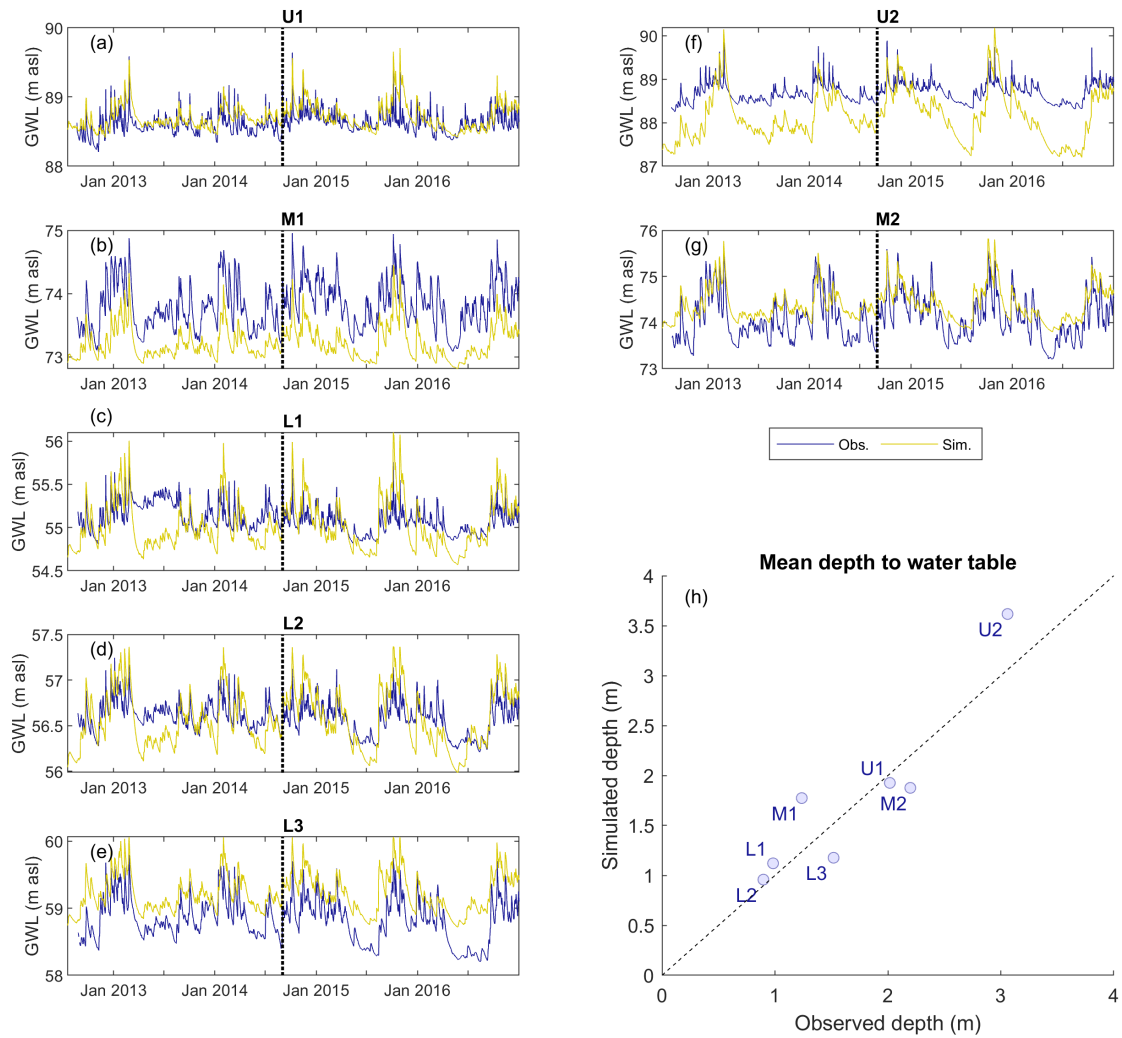 U1
(a)
GWL (m asl)
90
89
88
Jan 2013 Jan 2014 Jan 2015 Jan 2016
M1
(b)
GWL (m asl)
75
74
73
Jan 2013 Jan 2014 Jan 2015 Jan 2016
(c)
L1
GWL (m asl)
56
55.5
55
54.5
Jan 2013 Jan 2014 Jan 2015 Jan 2016
L2
(d)
GWL (m asl)
57.5
57
56.5
56
Jan 2013 Jan 2014 Jan 2015 Jan 2016
L3
(e)
GWL (m asl)
60
59
58
Jan 2013 Jan 2014 Jan 2015 Jan 2016
U2
(f)
GWL (m asl)
90
89
88
87
Jan 2013 Jan 2014 Jan 2015 Jan 2016
M2
(g)
GWL (m asl)
76
75
74
73
Jan 2013 Jan 2014 Jan 2015 Jan 2016
Obs. Sim.
Mean depth to water table
(h)
Simulated depth (m)
4
3.5
3
2.5
2
1.5
1
0.5
0
U2
U1
M2
M1
L1
L3
L2
0 1 2 3 4
Observed depth (m)